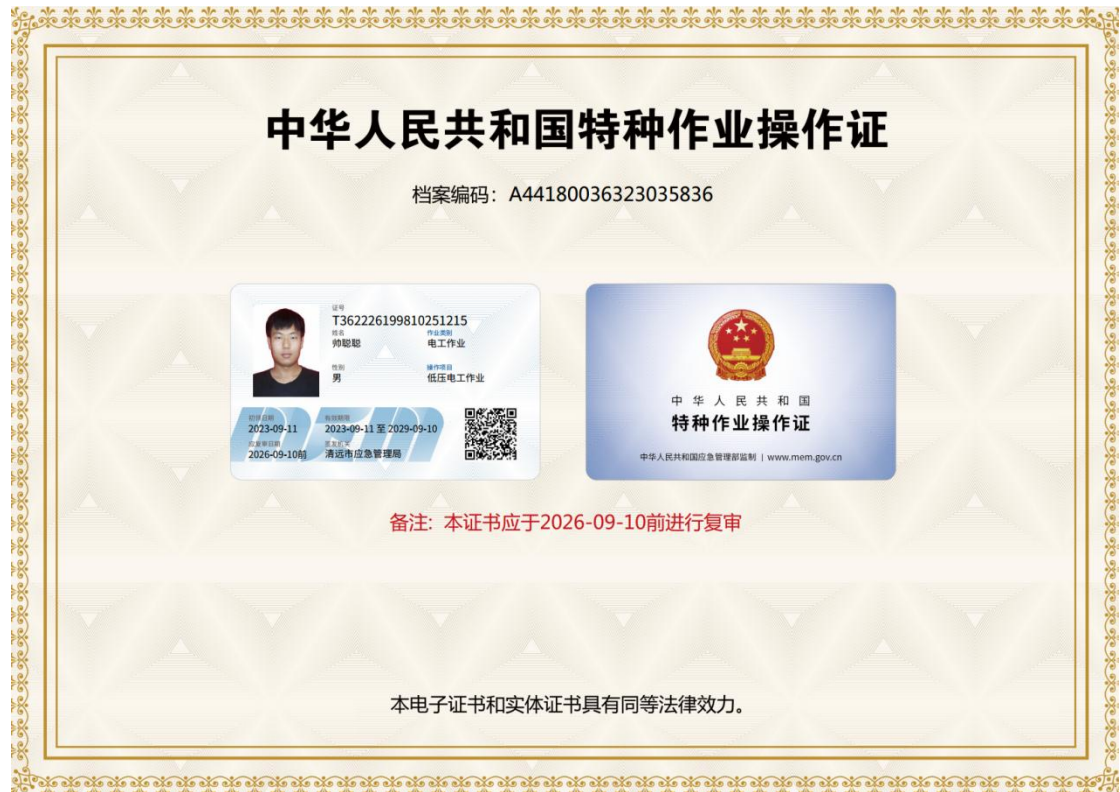 中华人民共和国特种作业操作证
档案编码：A44180036323035836
证号
T362226199810251215
姓名 作业类别
帅聪聪 电工作业
性别 操作项目
男 低压电工作业
初领日期 有效期限
2023-09-11 2023-09-11 至 2029-09-10
应复审日期 签发机关
2026-09-10前 清远市应急管理局
中华人民共和国
特种作业操作证
中华人民共和国应急管理部监制 | www.mem.gov.cn
备注: 本证书应于2026-09-10前进行复审
本电子证书和实体证书具有同等法律效力。